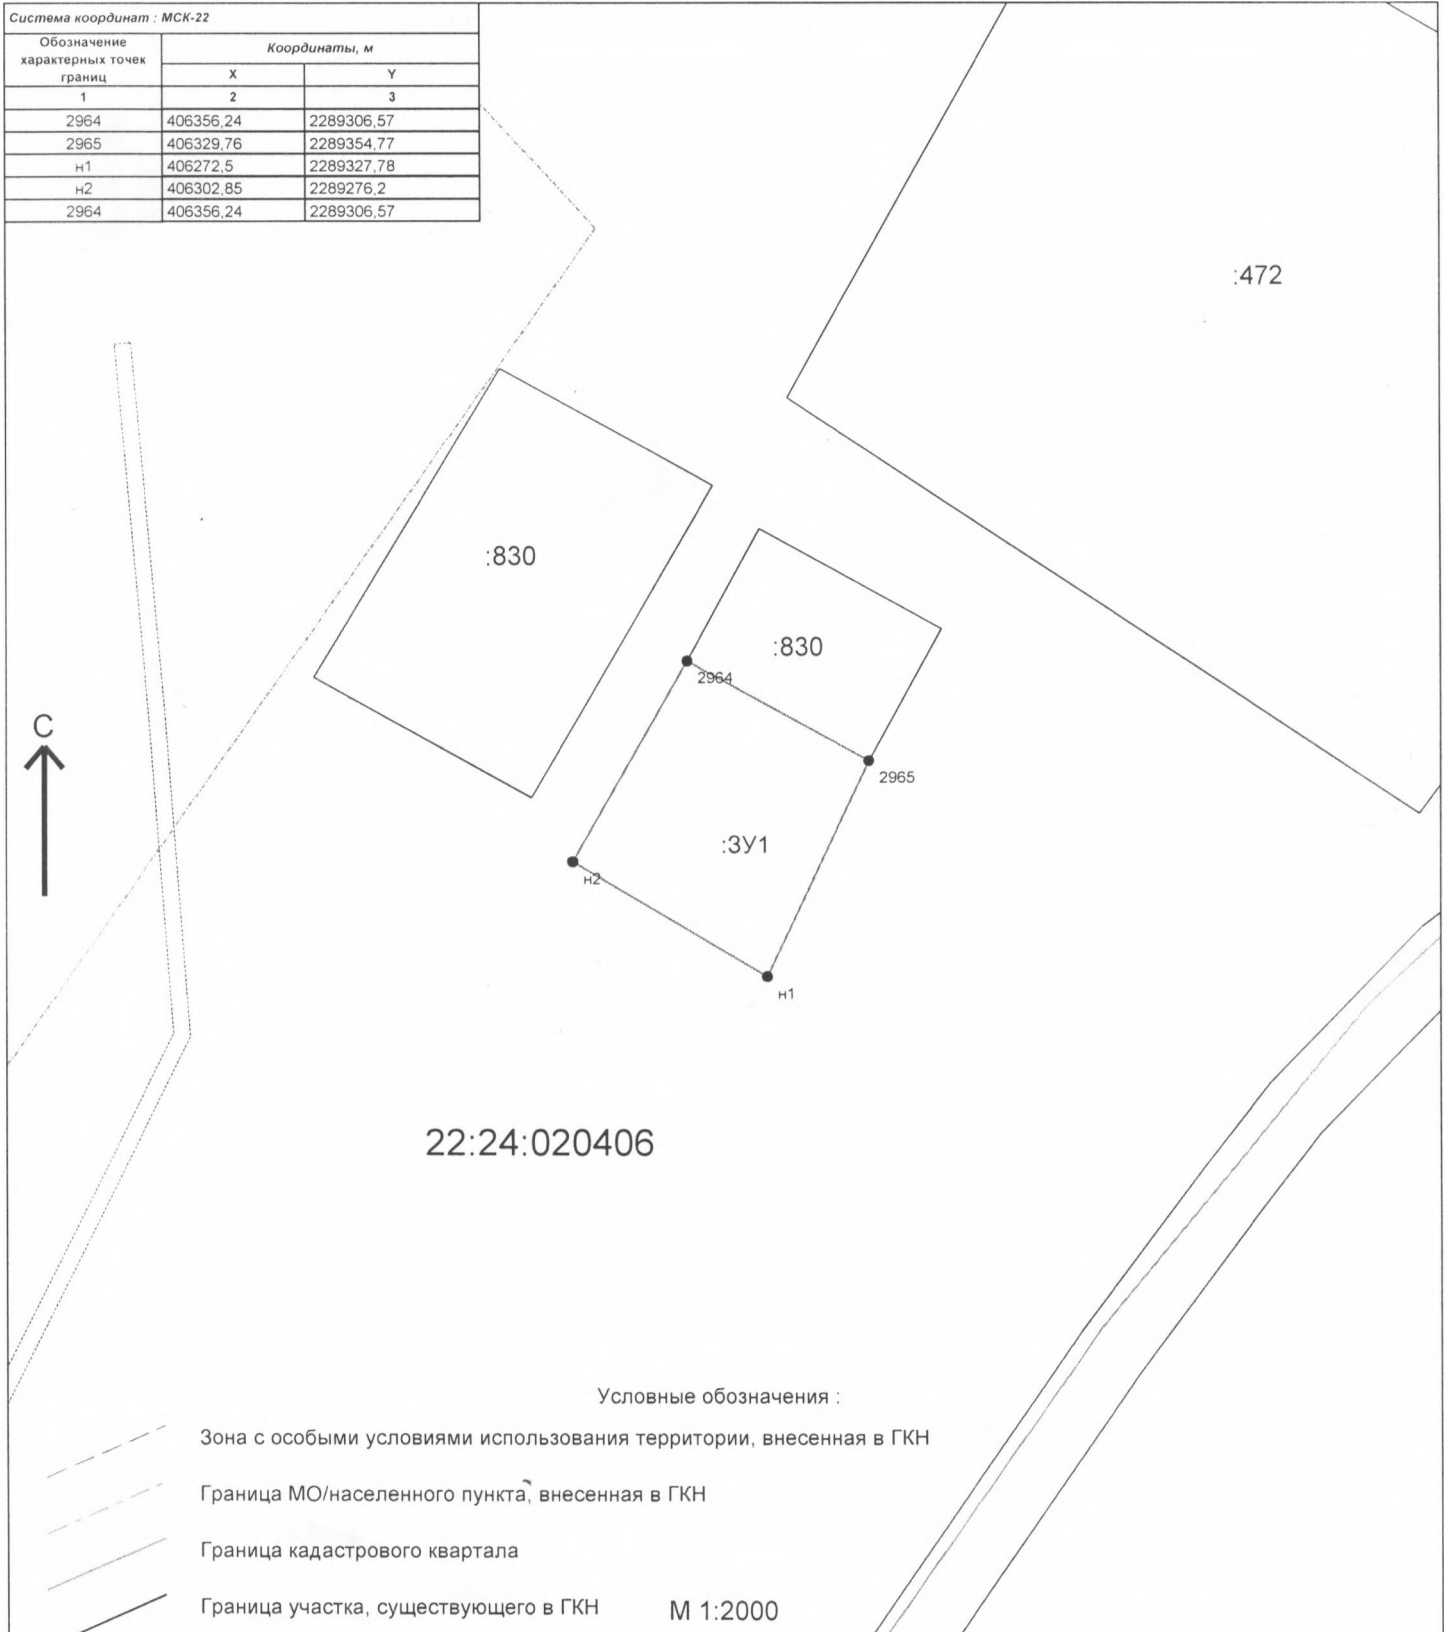 Система координат : МСК-22
Обозначение характерных точек границ
Координаты, м
X
Y
1
2
3
2964 406356,24 2289306,57
2965 406329,76 2289354,77
н1 406272,5 2289327,78
н2 406302,85 2289276,2
2964 406356,24 2289306,57
:472
:830
:830
2964
2965
С
:ЗУ1
н2
н1
22:24:020406
Условные обозначения :
Зона с особыми условиями использования территории, внесенная в ГКН
Граница МО/населенного пункта, внесенная в ГКН
Граница кадастрового квартала
Граница участка, существующего в ГКН
М 1:2000